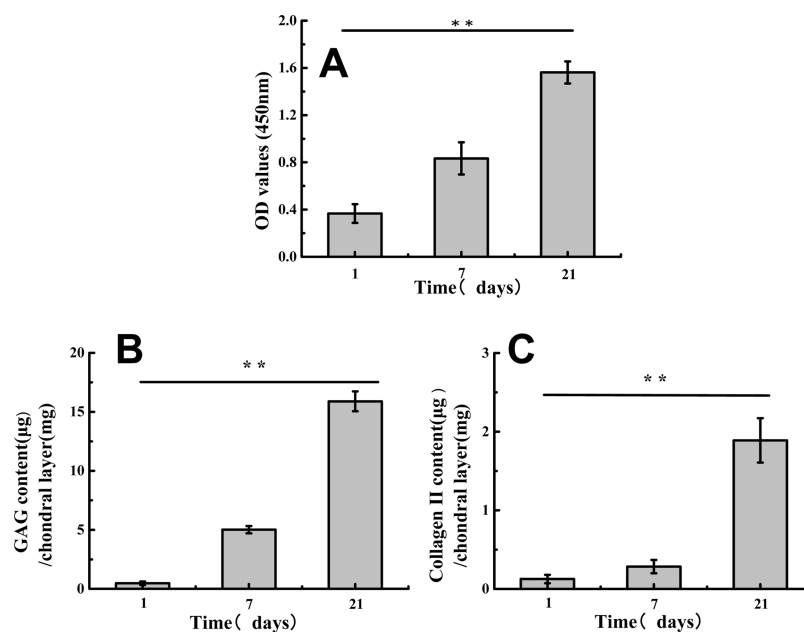 A
* *
2.0
1.6
1.2
0.8
0.4
0.0
OD values (450nm)
1 7 21
Time( days)
B
* *
20
15
10
5
0
GAG content(μg)
/chondral layer(mg)
1 7 21
Time( days)
C
* *
3
2
1
0
Collagen II content(μg)
/chondral layer(mg)
1 7 21
Time( days)